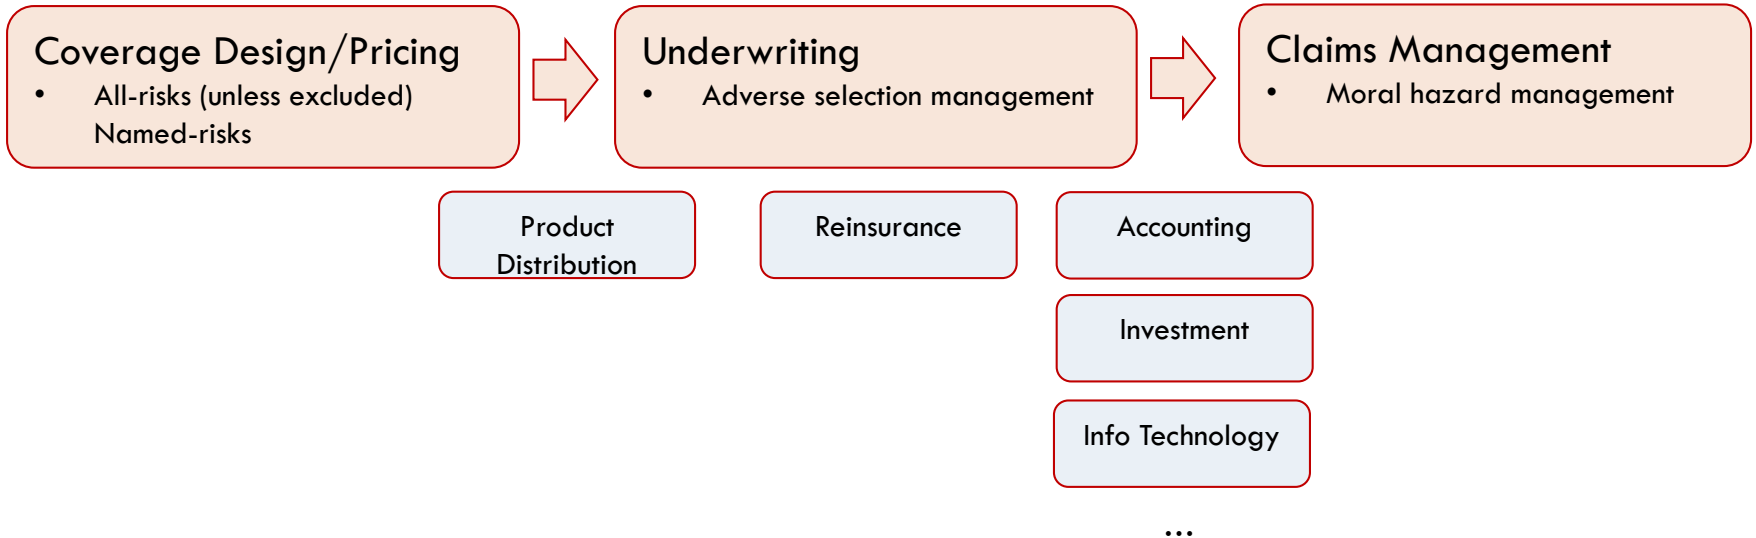 Coverage Design/Pricing
• All-risks (unless excluded)
Named-risks
Underwriting
• Adverse selection management
Claims Management
• Moral hazard management
Product
Distribution
Reinsurance
Accounting
Investment
Info Technology
...